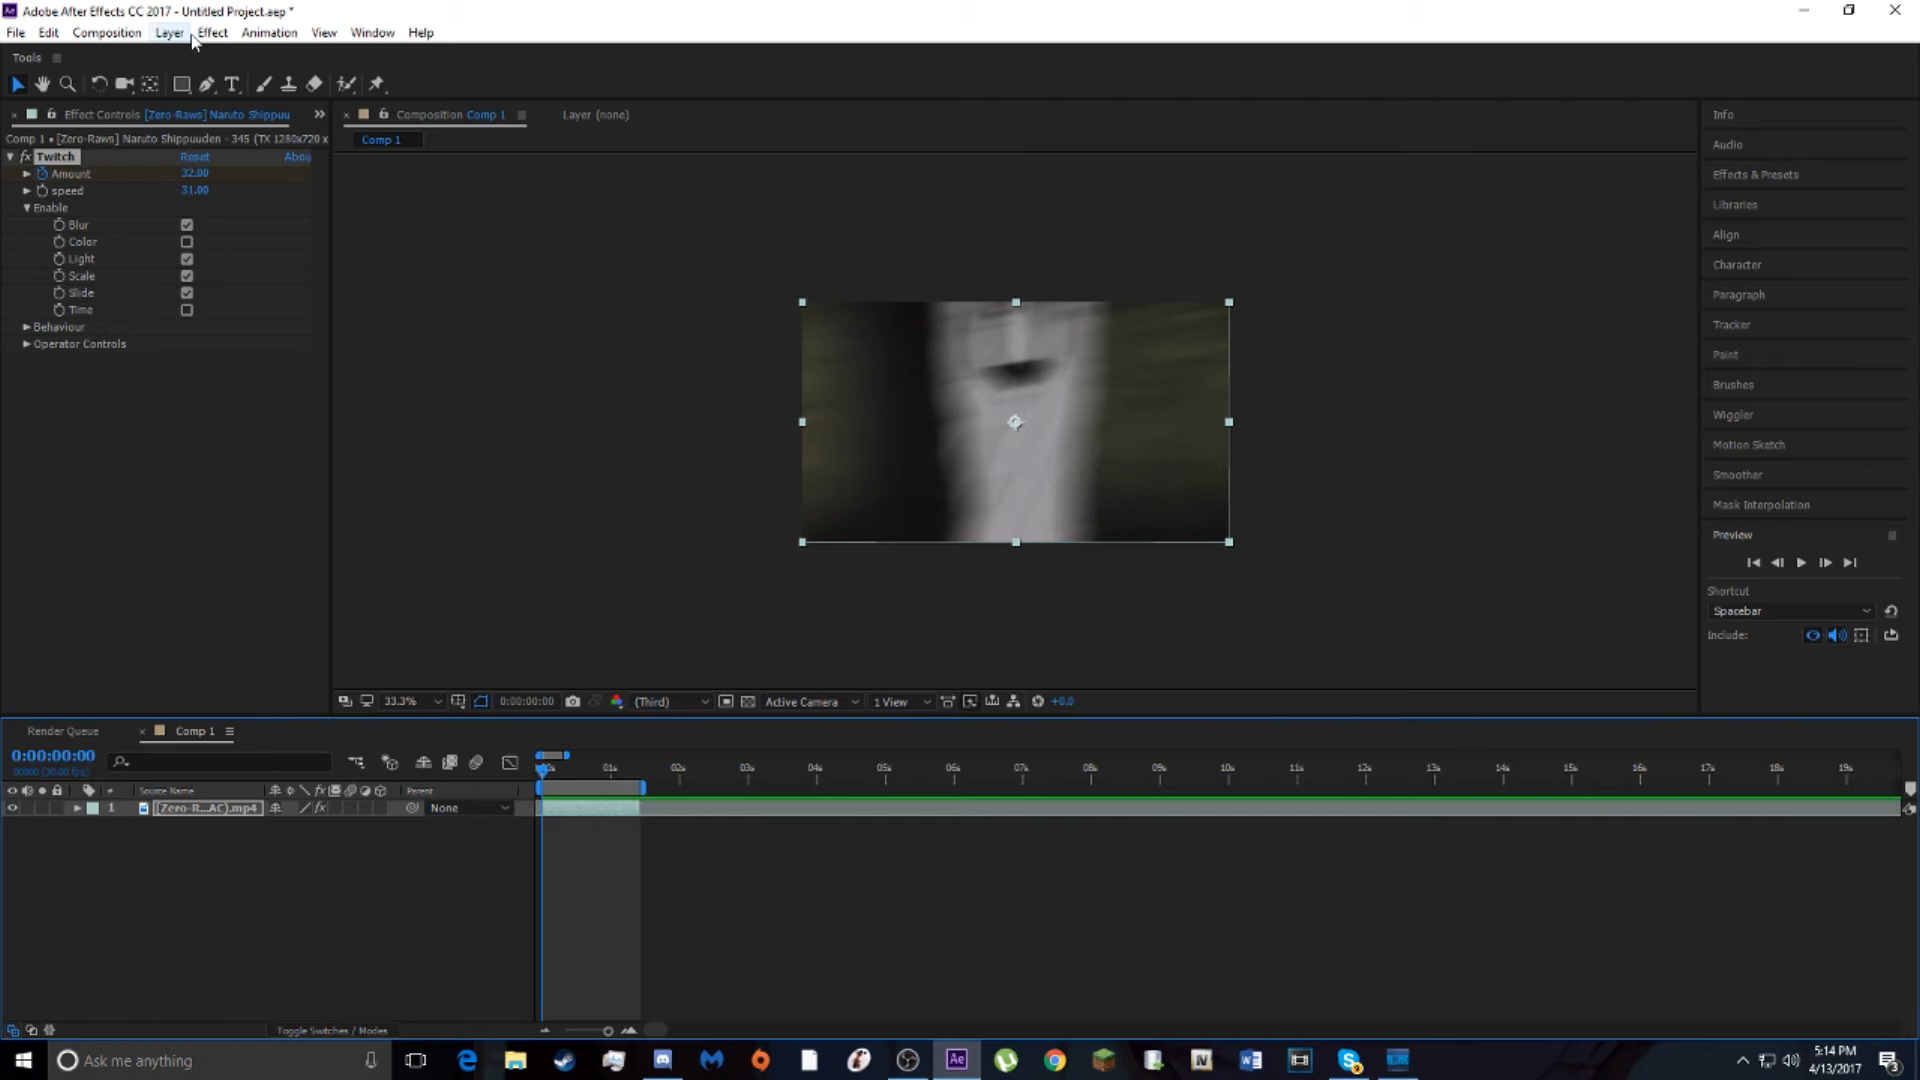 Adobe After Effects CC 2017 - Untitled Project.aep *
File Edit Composition Layer Effect Animation View Window Help
Tools
Effect Controls [Zero-Raws] Naruto Shippuu
Composition Comp 1
Layer (none)
Comp 1 • [Zero-Raws] Naruto Shippuuden - 345 (TX 1280x720 x
Comp 1
fx Twitch Reset Abou
Amount 32.00
speed 31.00
Enable
Blur
Color
Light
Scale
Slide
Time
Behaviour
Operator Controls
Info
Audio
Effects & Presets
Libraries
Align
Character
Paragraph
Tracker
Paint
Brushes
Wiggler
Motion Sketch
Smoother
Mask Interpolation
Preview
Shortcut
Spacebar
Include:
33.3% 0:00:00:00 (Third) Active Camera 1 View +0.0
Render Queue Comp 1
0:00:00:00
00000 (30.00 fps)
01s 02s 03s 04s 05s 06s 07s 08s 09s 10s 11s 12s 13s 14s 15s 16s 17s 18s 19s
# Source Name fx Parent
1 [Zero-R...AC).mp4 fx None
Toggle Switches / Modes
Ask me anything
Ae
IV
5:14 PM
4/13/2017
3